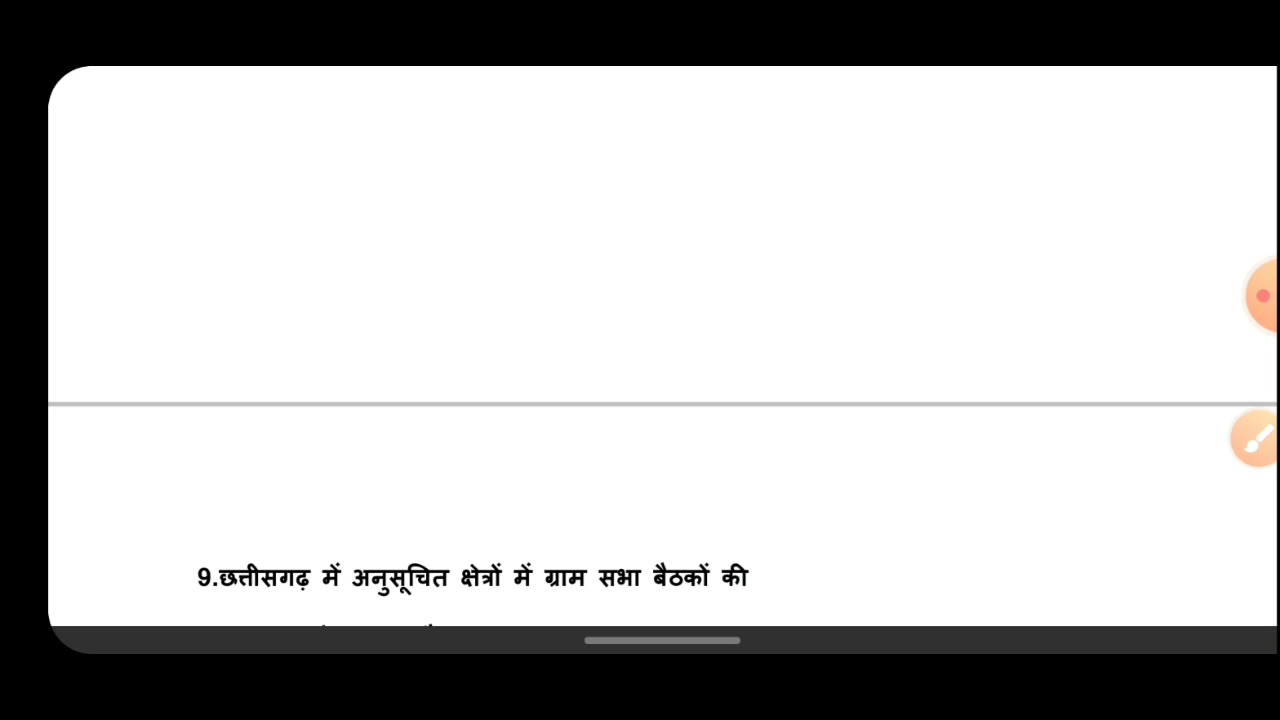 9.छत्तीसगढ़ में अनुसूचित क्षेत्रों में ग्राम सभा बैठकों की